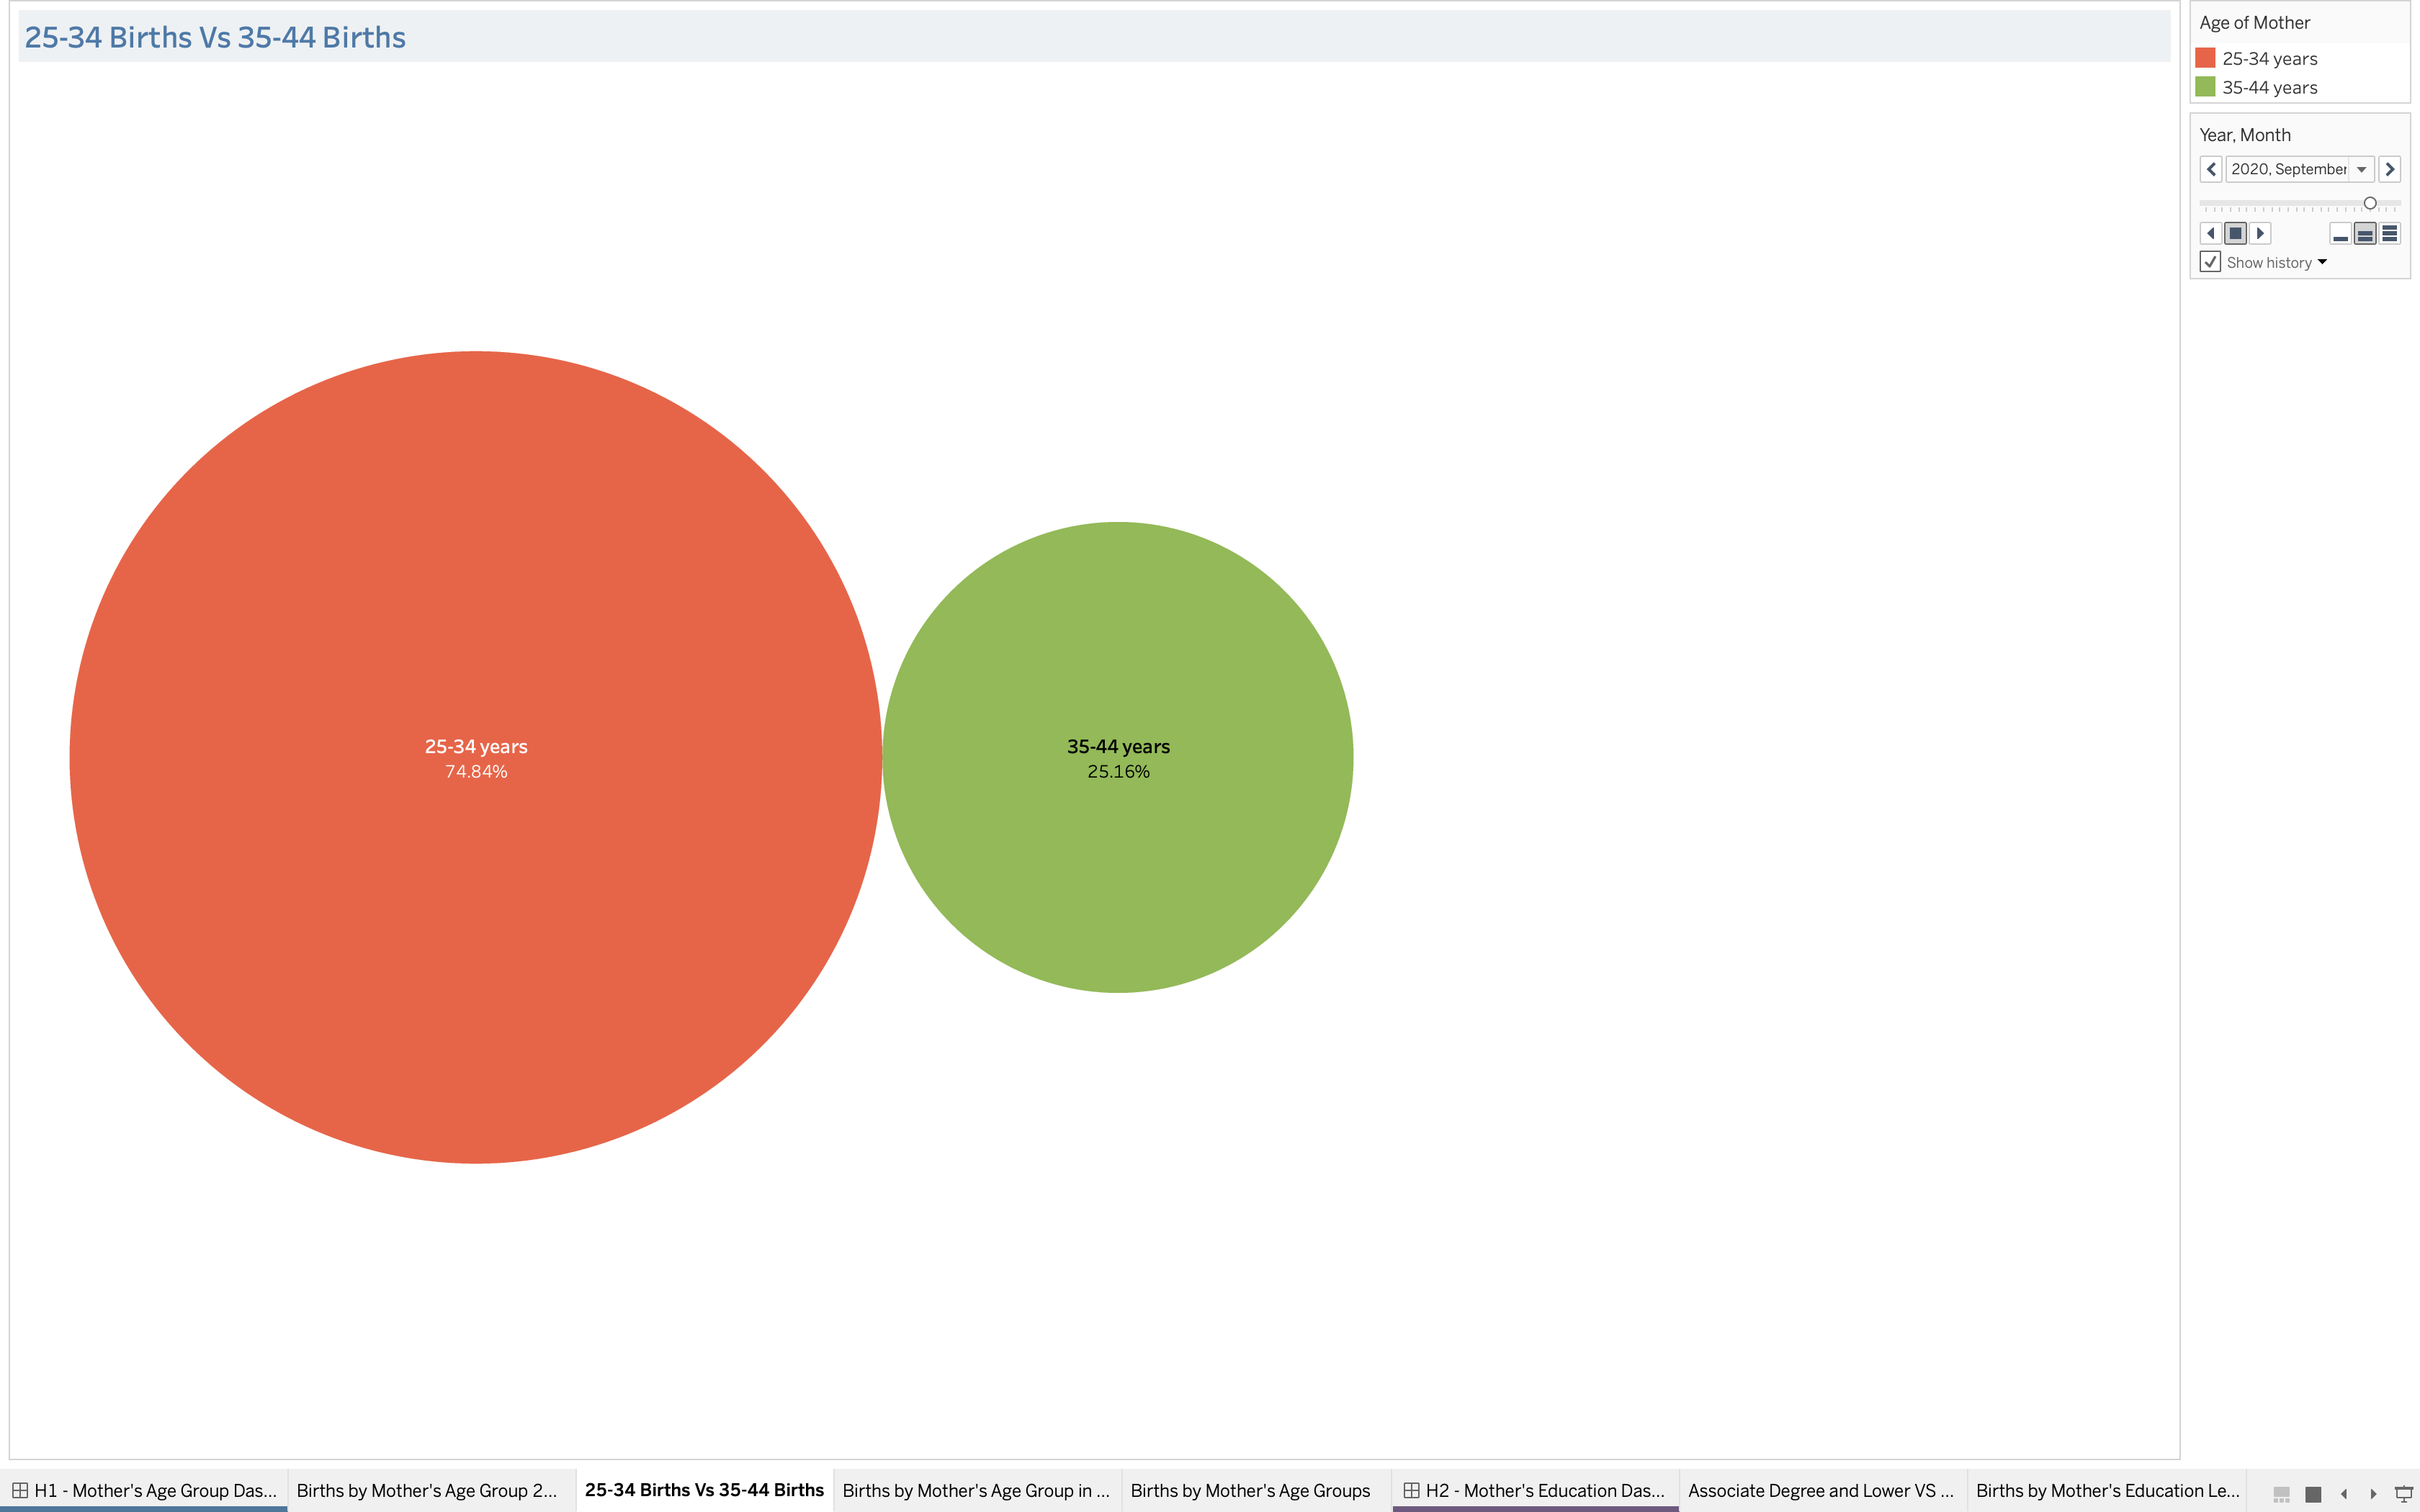 25-34 Births Vs 35-44 Births
Age of Mother
25-34 years
35-44 years
Year, Month
2020, September
Show history
25-34 years
74.84%
35-44 years
25.16%
H1 - Mother's Age Group Das...
Births by Mother's Age Group 2...
25-34 Births Vs 35-44 Births
Births by Mother's Age Group in ...
Births by Mother's Age Groups
H2 - Mother's Education Das...
Associate Degree and Lower VS ...
Births by Mother's Education Le...